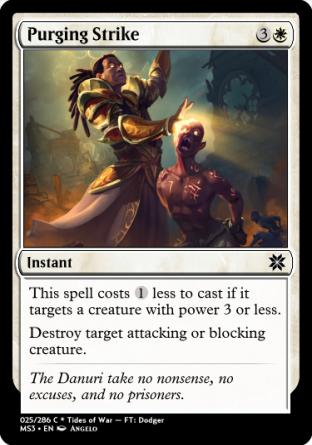 Purging Strike 3
Instant
This spell costs 1 less to cast if it
targets a creature with power 3 or less.
Destroy target attacking or blocking
creature.
The Danuri take no nonsense, no
excuses, and no prisoners.
025/286 C * Tides of War — FT: Dodger
MS3 • EN Angelo